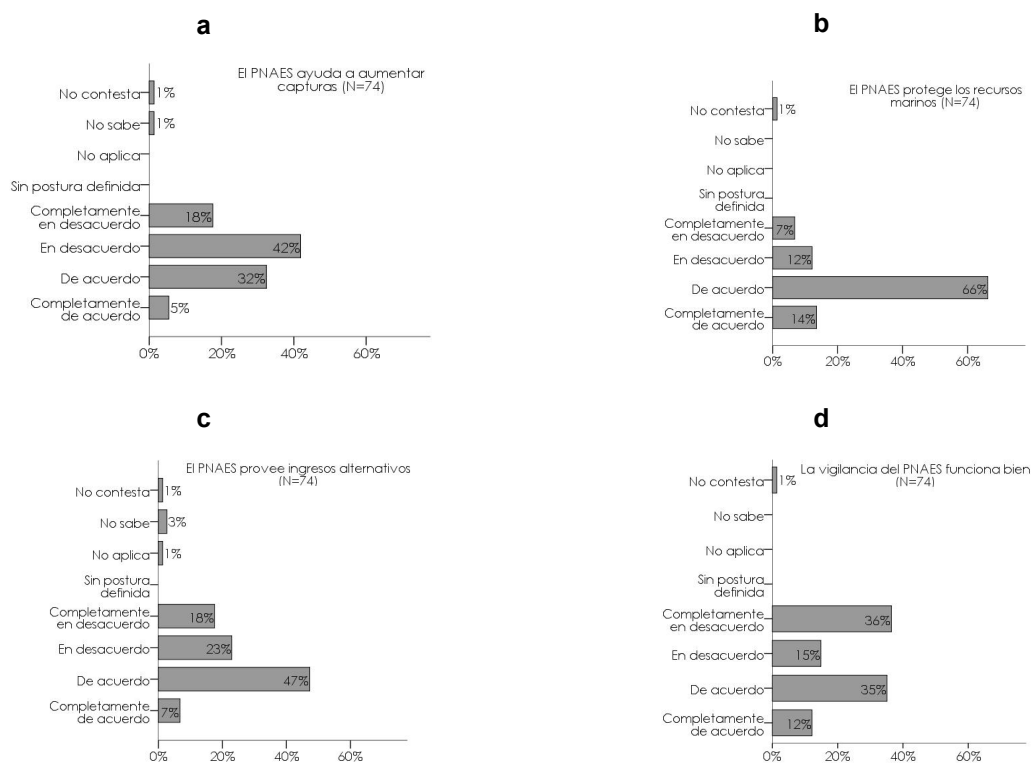 a
El PNAES ayuda a aumentar
capturas (N=74)
No contesta
1%
No sabe
1%
No aplica
Sin postura definida
Completamente
en desacuerdo
18%
En desacuerdo
42%
De acuerdo
32%
Completamente
de acuerdo
5%
0% 20% 40% 60%
b
El PNAES protege los recursos
marinos (N=74)
No contesta
1%
No sabe
No aplica
Sin postura
definida
Completamente
en desacuerdo
7%
En desacuerdo
12%
De acuerdo
66%
Completamente
de acuerdo
14%
0% 20% 40% 60%
c
El PNAES provee ingresos alternativos
(N=74)
No contesta
1%
No sabe
3%
No aplica
1%
Sin postura
definida
Completamente
en desacuerdo
18%
En desacuerdo
23%
De acuerdo
47%
Completamente
de acuerdo
7%
0% 20% 40% 60%
d
La vigilancia del PNAES funciona bien
(N=74)
No contesta
1%
No sabe
No aplica
Sin postura
definida
Completamente
en desacuerdo
36%
En desacuerdo
15%
De acuerdo
35%
Completamente
de acuerdo
12%
0% 20% 40% 60%